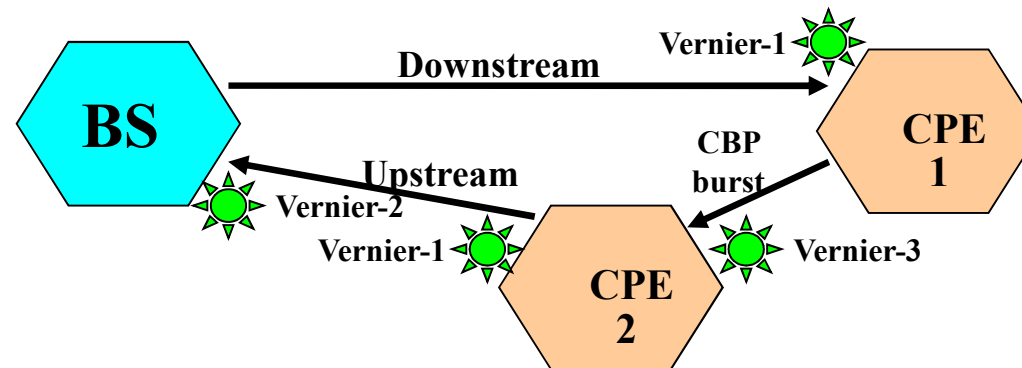 Vernier-1
Downstream
BS
CPE
1
CBP
burst
Upstream
Vernier-2
Vernier-1
Vernier-3
CPE
2